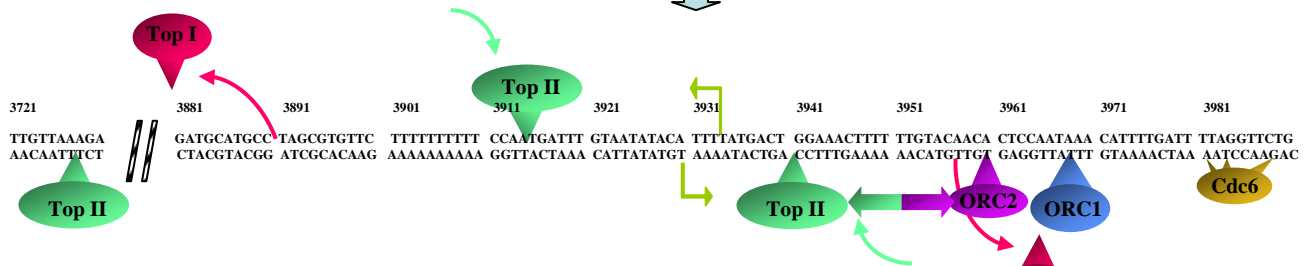 Top I
Top II
3721 3881 3891 3901 3911 3921 3931 3941 3951 3961 3971 3981
TTGTTAAAGA GATGCATGCC TAGCGTGTTC TTTTTTTTTT CCAATGATTT GTAATATACA TTTTATGACT GGAAACTTTT TTGTACAACA CTCCAATAAA CATTTTGATT TTAGGTTCTG
AACAATTTCT CTACGTACGG ATCGCACAAG AAAAAAAAAA GGTTACTAAA CATTATATGT AAAATACTGA CCTTTGAAAA AACATGTTGT GAGGTTATTT GTAAAACTAA AATCCAAGAC
Top II Top II ORC2 ORC1 Cdc6